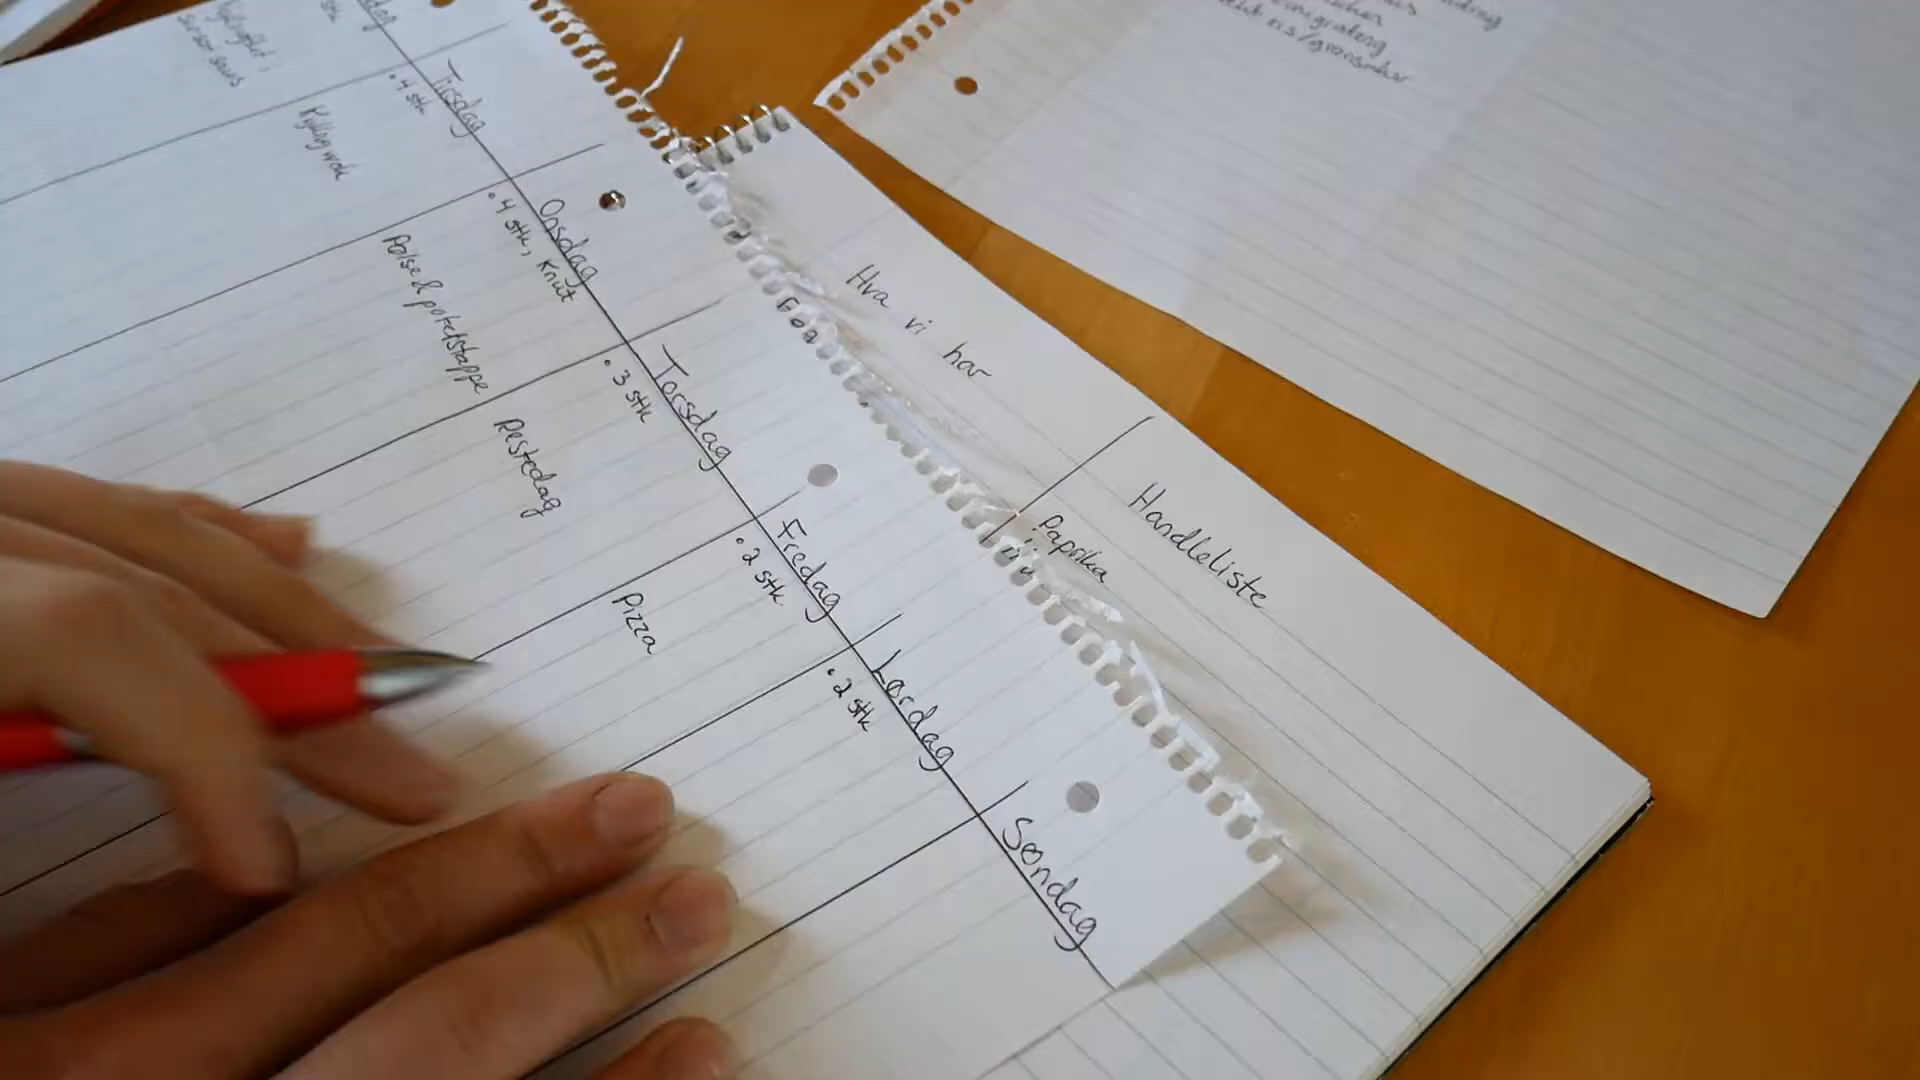 Tirsdag
• 4 stk
Kylling wok
Onsdag
• 4 stk, Knut
Pølse & potetstappe
Torsdag
• 3 stk
Restedag
Fredag
• 2 stk
Pizza
Lørdag
• 2 stk
Søndag
Hva vi har
Handleliste
Paprika